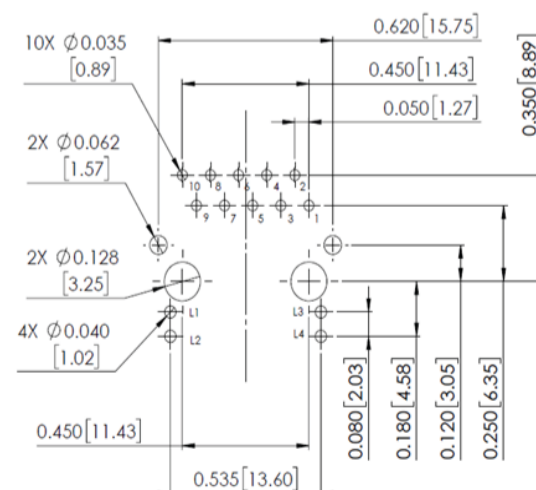 10X Ø0.035
[0.89]
0.620[15.75]
0.450[11.43]
0.050[1.27]
0.350[8.89]
2X Ø0.062
[1.57]
10 8 6 4 2
9 7 5 3 1
2X Ø0.128
[3.25]
4X Ø0.040
[1.02]
L1 L3
L2 L4
0.080[2.03]
0.180[4.58]
0.120[3.05]
0.250[6.35]
0.450[11.43]
0.535[13.60]